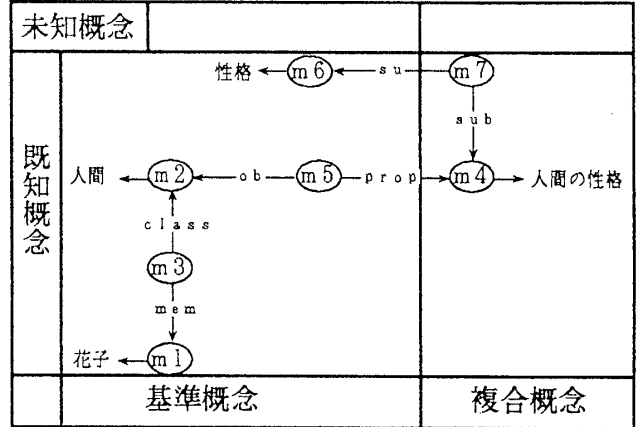 未知概念
性格 m6 su m7
sub
既知概念
人間 m2 ob m5 prop m4 人間の性格
class
m3
mem
花子 m1
基準概念 複合概念